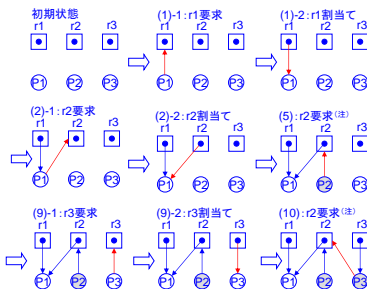 初期状態
r1 r2 r3
P1 P2 P3
(1)-1:r1要求
r1 r2 r3
P1 P2 P3
(1)-2:r1割当て
r1 r2 r3
P1 P2 P3
(2)-1:r2要求
r1 r2 r3
P1 P2 P3
(2)-2:r2割当て
r1 r2 r3
P1 P2 P3
(5):r2要求(注)
r1 r2 r3
P1 P2 P3
(9)-1:r3要求
r1 r2 r3
P1 P2 P3
(9)-2:r3割当て
r1 r2 r3
P1 P2 P3
(10):r2要求(注)
r1 r2 r3
P1 P2 P3